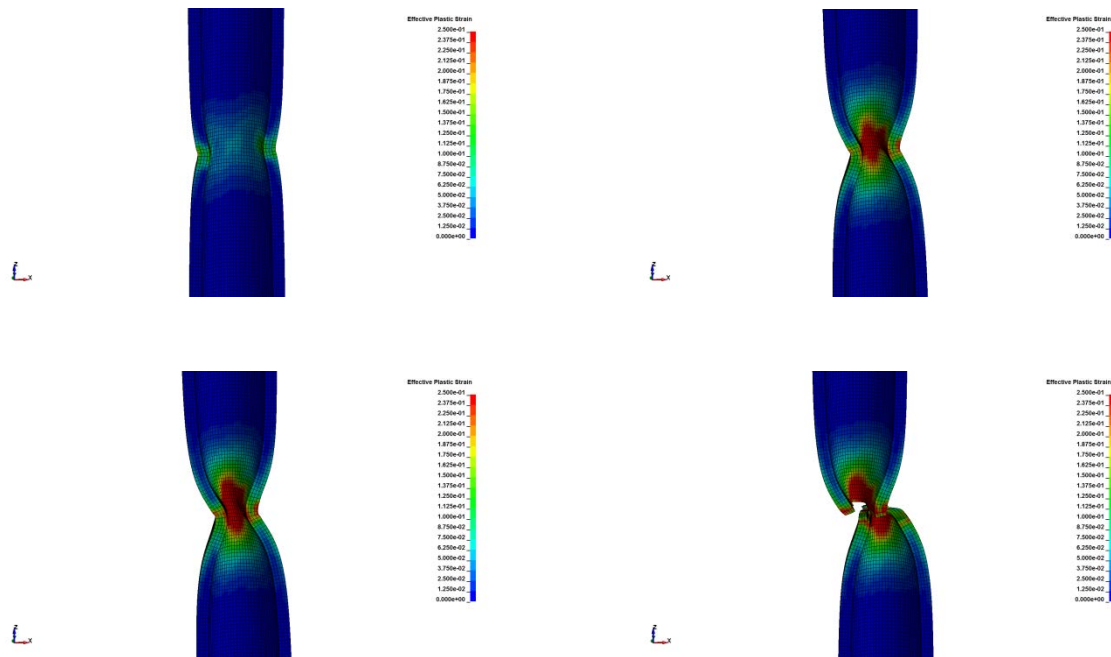 Effective Plastic Strain
2.500e-01
2.375e-01
2.250e-01
2.125e-01
2.000e-01
1.875e-01
1.750e-01
1.625e-01
1.500e-01
1.375e-01
1.250e-01
1.125e-01
1.000e-01
8.750e-02
7.500e-02
6.250e-02
5.000e-02
3.750e-02
2.500e-02
1.250e-02
0.000e+00
Z
X
Effective Plastic Strain
2.500e-01
2.375e-01
2.250e-01
2.125e-01
2.000e-01
1.875e-01
1.750e-01
1.625e-01
1.500e-01
1.375e-01
1.250e-01
1.125e-01
1.000e-01
8.750e-02
7.500e-02
6.250e-02
5.000e-02
3.750e-02
2.500e-02
1.250e-02
0.000e+00
Z
X
Effective Plastic Strain
2.500e-01
2.375e-01
2.250e-01
2.125e-01
2.000e-01
1.875e-01
1.750e-01
1.625e-01
1.500e-01
1.375e-01
1.250e-01
1.125e-01
1.000e-01
8.750e-02
7.500e-02
6.250e-02
5.000e-02
3.750e-02
2.500e-02
1.250e-02
0.000e+00
Z
X
Effective Plastic Strain
2.500e-01
2.375e-01
2.250e-01
2.125e-01
2.000e-01
1.875e-01
1.750e-01
1.625e-01
1.500e-01
1.375e-01
1.250e-01
1.125e-01
1.000e-01
8.750e-02
7.500e-02
6.250e-02
5.000e-02
3.750e-02
2.500e-02
1.250e-02
0.000e+00
Z
X